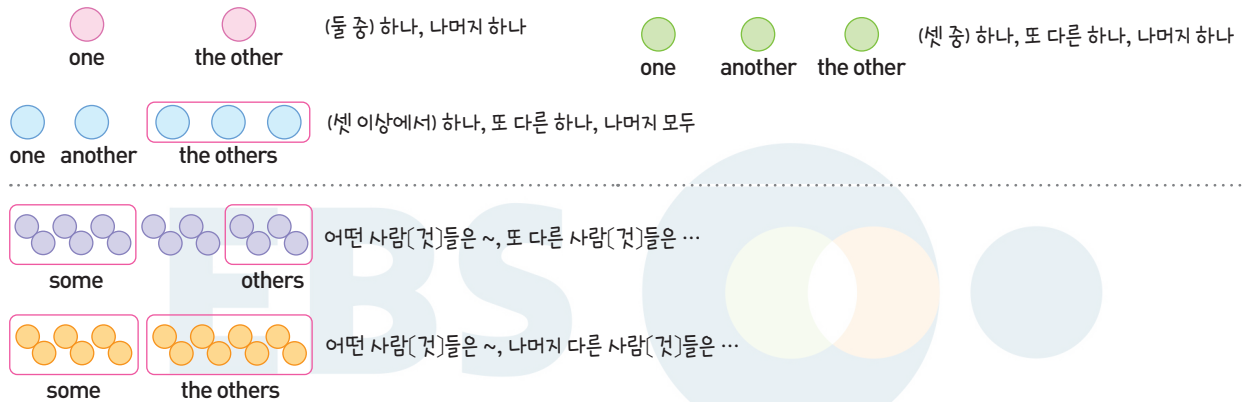 (둘 중) 하나, 나머지 하나
one the other
(셋 중) 하나, 또 다른 하나, 나머지 하나
one another the other
(셋 이상에서) 하나, 또 다른 하나, 나머지 모두
one another the others
어떤 사람[것]들은 ~, 또 다른 사람[것]들은 …
some others
어떤 사람[것]들은 ~, 나머지 다른 사람[것]들은 …
some the others
EBS